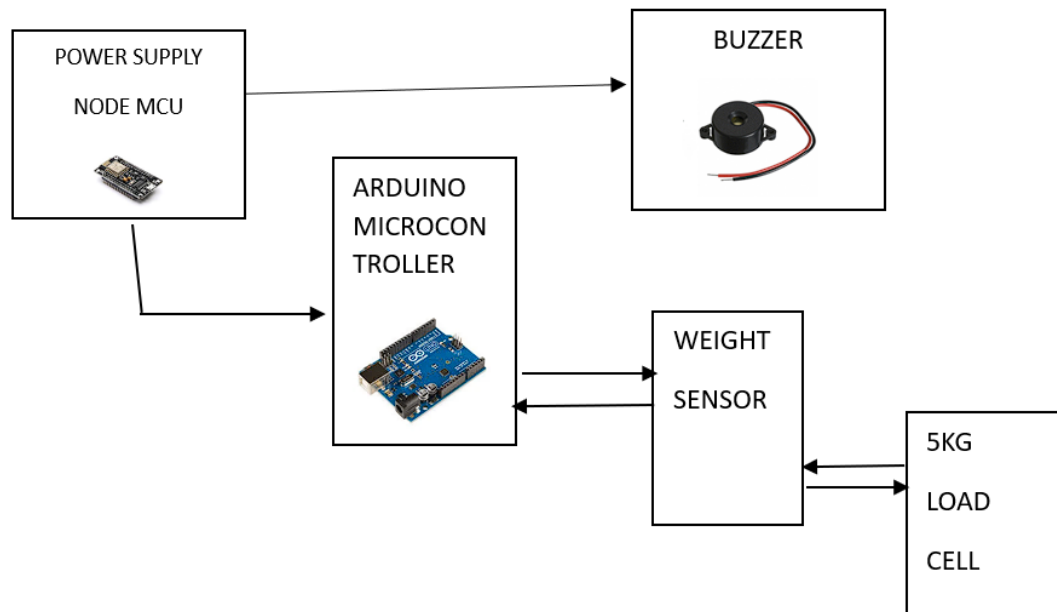 POWER SUPPLY
NODE MCU
BUZZER
ARDUINO
MICROCON
TROLLER
WEIGHT
SENSOR
5KG
LOAD
CELL